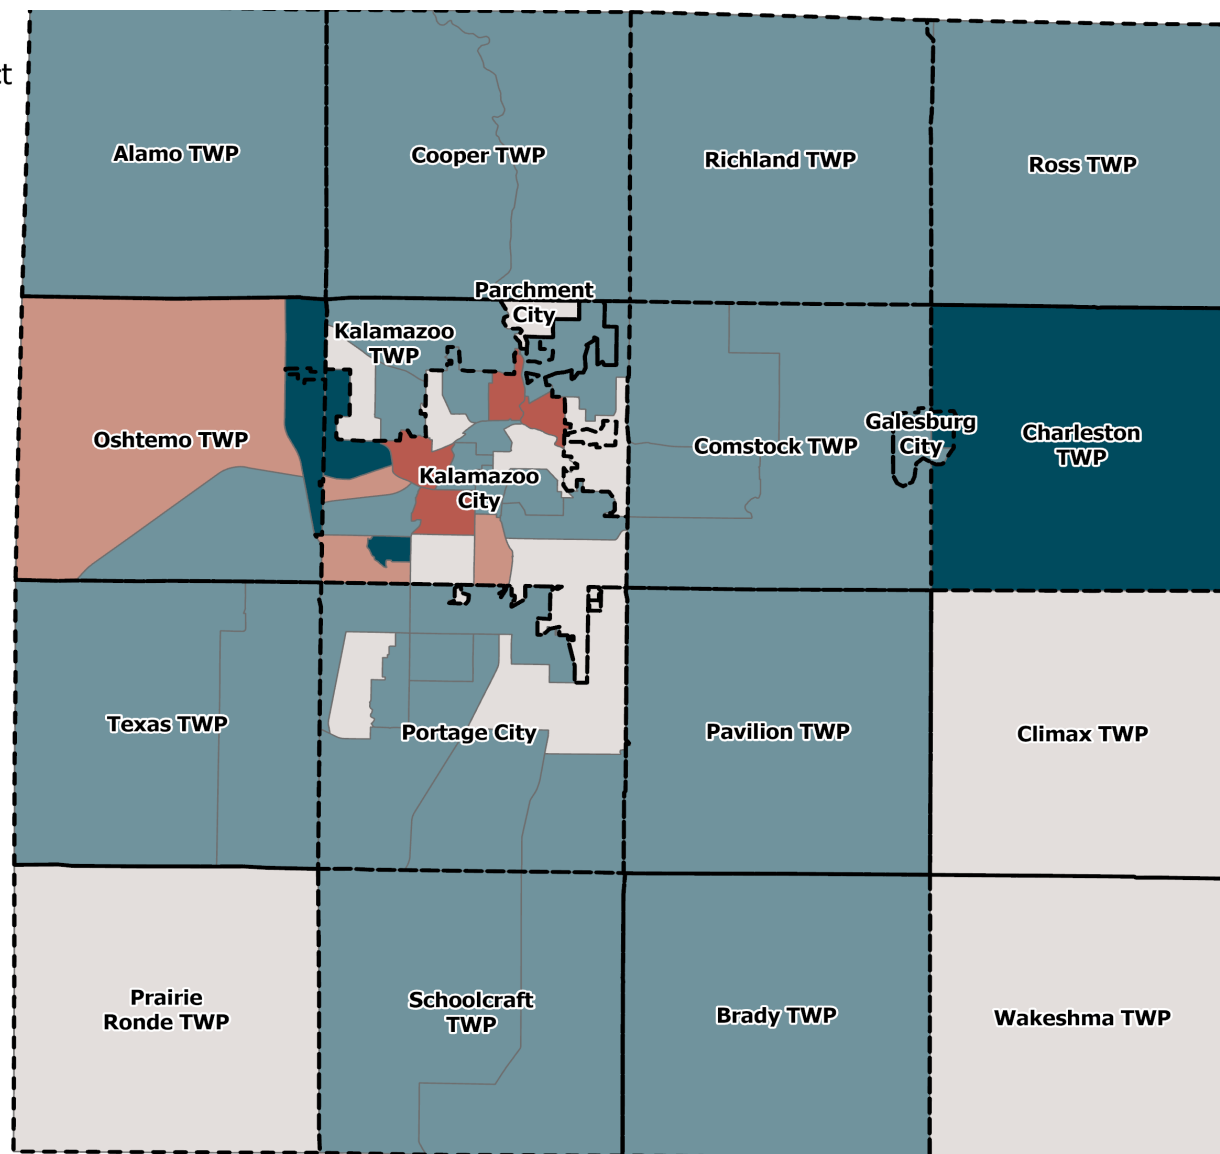 Alamo TWP
Cooper TWP
Richland TWP
Ross TWP
Parchment
City
Kalamazoo
TWP
Oshtemo TWP
Kalamazoo
City
Comstock TWP
Galesburg
City
Charleston
TWP
Texas TWP
Portage City
Pavilion TWP
Climax TWP
Prairie
Ronde TWP
Schoolcraft
TWP
Brady TWP
Wakeshma TWP